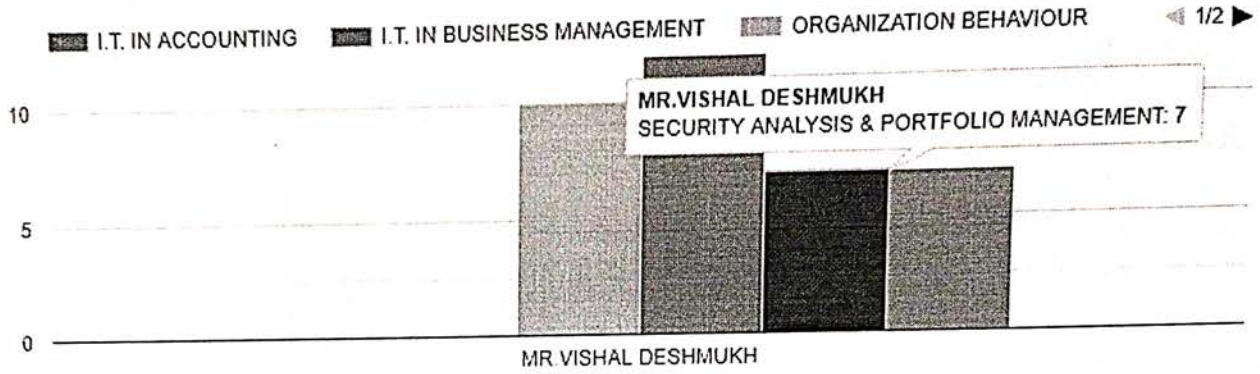 I.T. IN ACCOUNTING I.T. IN BUSINESS MANAGEMENT ORGANIZATION BEHAVIOUR 1/2
10
MR.VISHAL DESHMUKH
SECURITY ANALYSIS & PORTFOLIO MANAGEMENT: 7
5
0
MR.VISHAL DESHMUKH